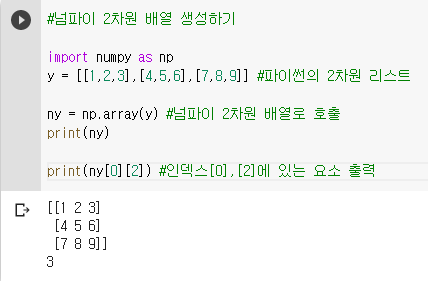 #넘파이 2차원 배열 생성하기
import numpy as np
y = [[1,2,3],[4,5,6],[7,8,9]] #파이썬의 2차원 리스트
ny = np.array(y) #넘파이 2차원 배열로 호출
print(ny)
print(ny[0][2]) #인덱스[0],[2]에 있는 요소 출력
[[1 2 3]
 [4 5 6]
 [7 8 9]]
3